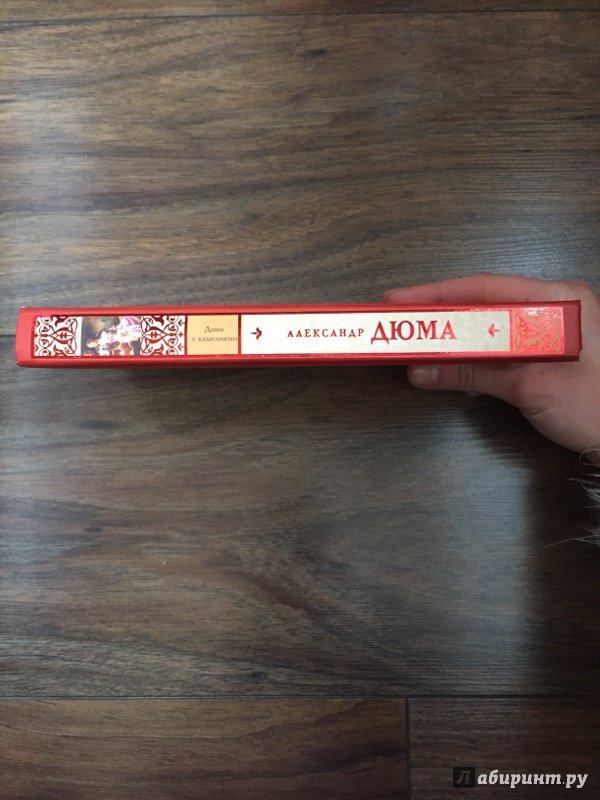 Дама
с камелиями
АЛЕКСАНДР ДЮМА
Лабиринт.ру